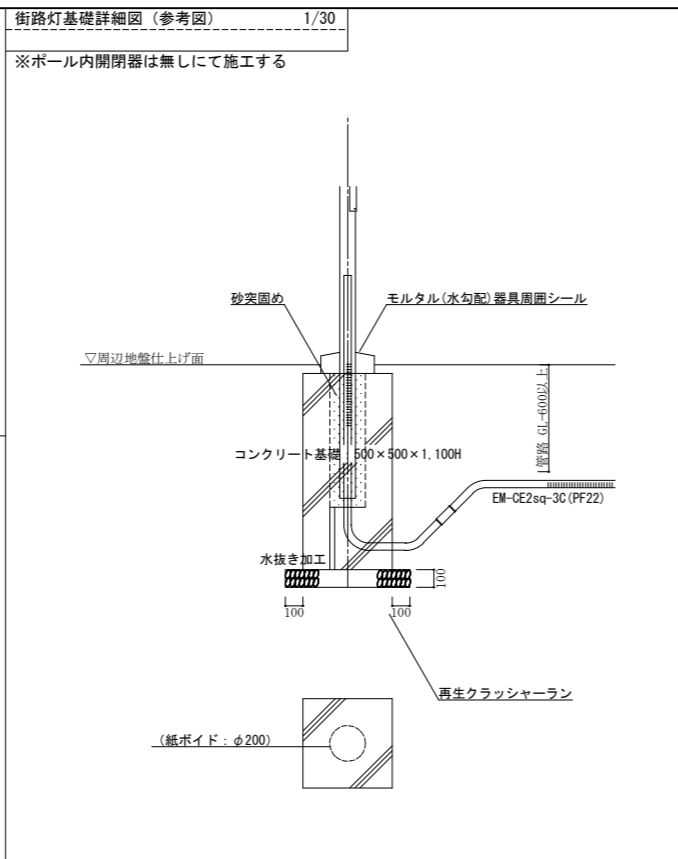 街路灯基礎詳細図（参考図） 1/30
※ポール内開閉器は無しにて施工する
砂突固め
モルタル(水勾配)器具周囲シール
▽周辺地盤仕上げ面
管路 GL-600以上
コンクリート基礎：500×500×1,100H
EM-CE2sq-3C(PF22)
水抜き加工
100
100
100
再生クラッシャーラン
(紙ボイド：φ200)